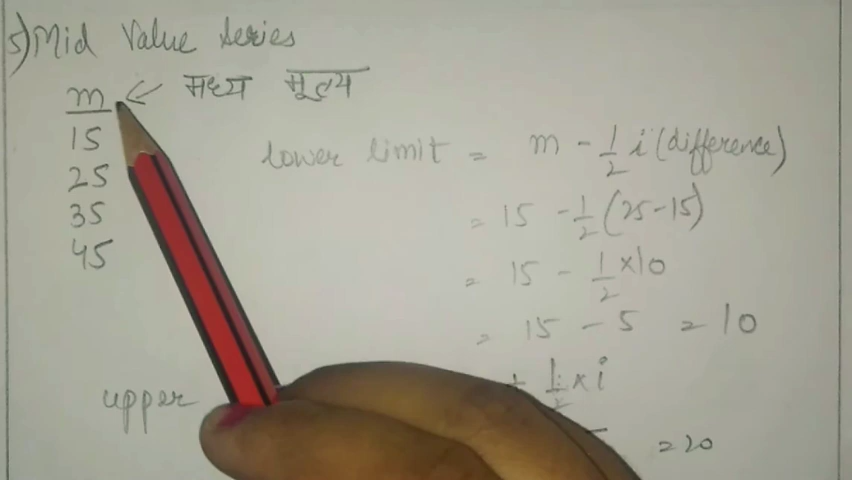 5) Mid Value Series
m ← मध्य मूल्य
15
25
35
45
lower limit = m - 1/2 i (difference)
= 15 - 1/2 (25-15)
= 15 - 1/2 × 10
= 15 - 5 = 10
upper
+ 1/2 × i
= 20